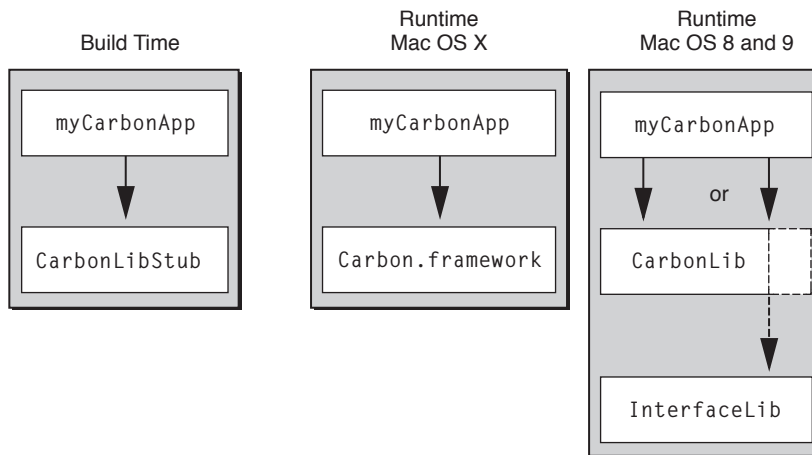 Build Time
myCarbonApp
CarbonLibStub
Runtime
Mac OS X
myCarbonApp
Carbon.framework
Runtime
Mac OS 8 and 9
myCarbonApp
or
CarbonLib
InterfaceLib